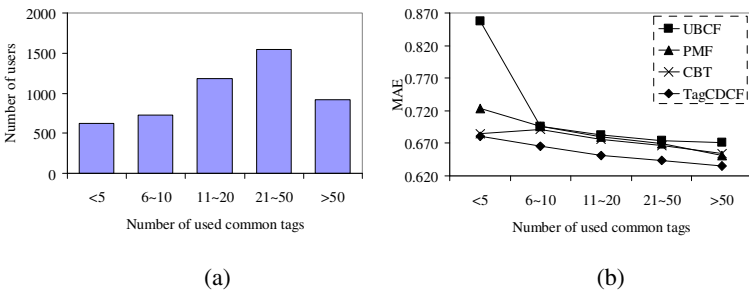 2000
1500
1000
500
0
Number of users
<5
6~10
11~20
21~50
>50
Number of used common tags
(a)
0.870
0.820
0.770
0.720
0.670
0.620
MAE
UBCF
PMF
CBT
TagCDCF
<5
6~10
11~20
21~50
>50
Number of used common tags
(b)